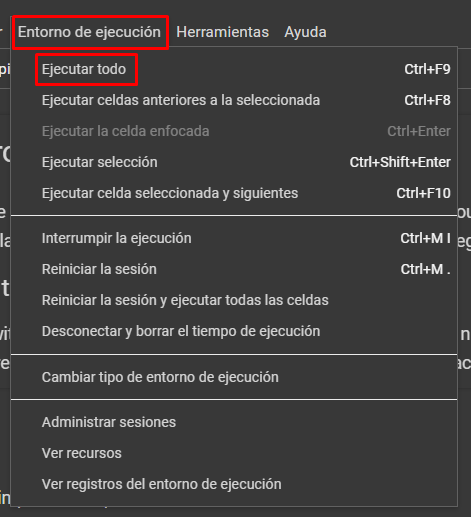 Entorno de ejecución Herramientas Ayuda
Ejecutar todo Ctrl+F9
Ejecutar celdas anteriores a la seleccionada Ctrl+F8
Ejecutar la celda enfocada Ctrl+Enter
Ejecutar selección Ctrl+Shift+Enter
Ejecutar celda seleccionada y siguientes Ctrl+F10
Interrumpir la ejecución Ctrl+M I
Reiniciar la sesión Ctrl+M .
Reiniciar la sesión y ejecutar todas las celdas
Desconectar y borrar el tiempo de ejecución
Cambiar tipo de entorno de ejecución
Administrar sesiones
Ver recursos
Ver registros del entorno de ejecución